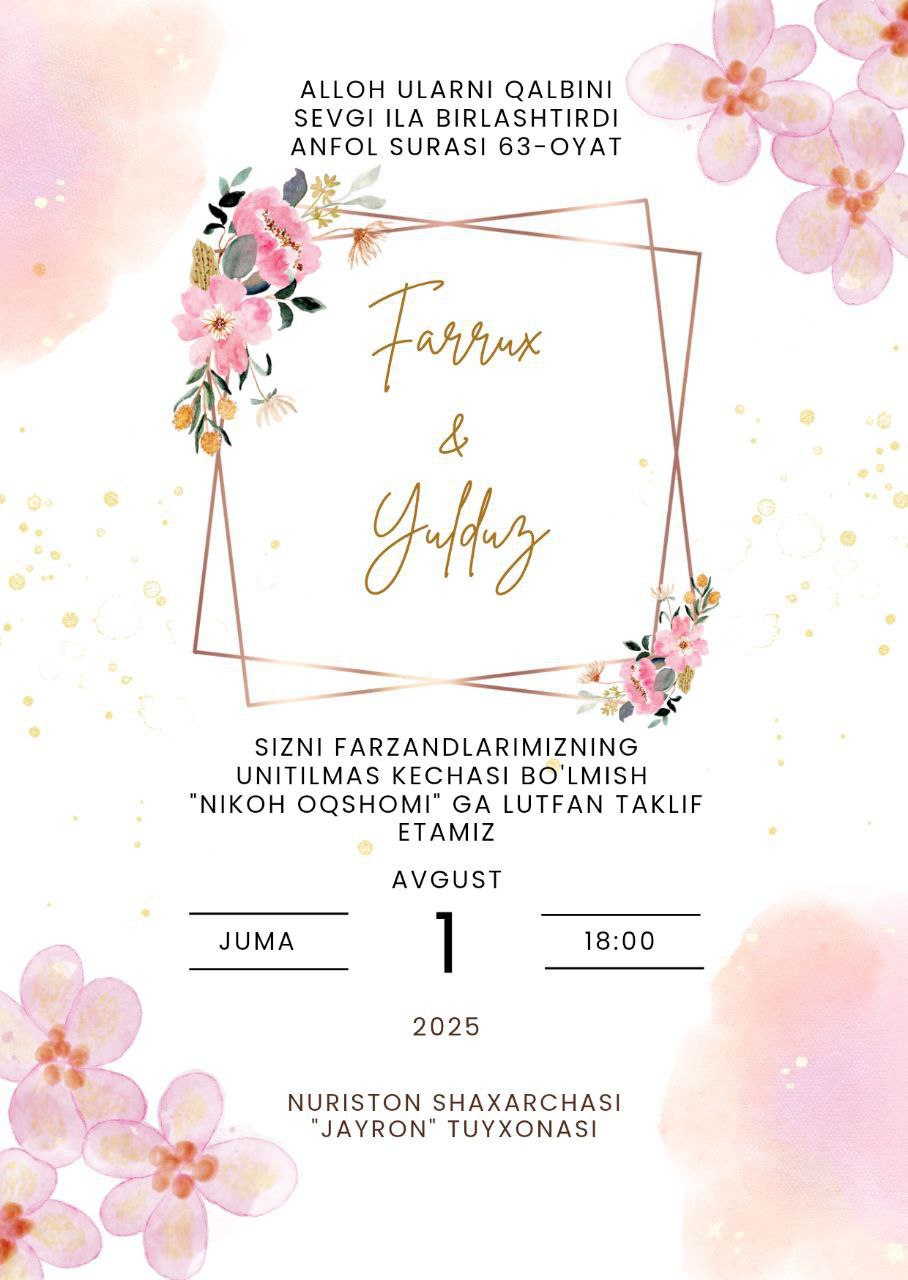 ALLOH ULARNI QALBINI
SEVGI ILA BIRLASHTIRDI
ANFOL SURASI 63-OYAT
Farrux
&
Yulduz
SIZNI FARZANDLARIMIZNING
UNITILMAS KECHASI BO'LMISH
"NIKOH OQSHOMI" GA LUTFAN TAKLIF
ETAMIZ
AVGUST
JUMA 1 18:00
2025
NURISTON SHAXARCHASI
"JAYRON" TUYXONASI